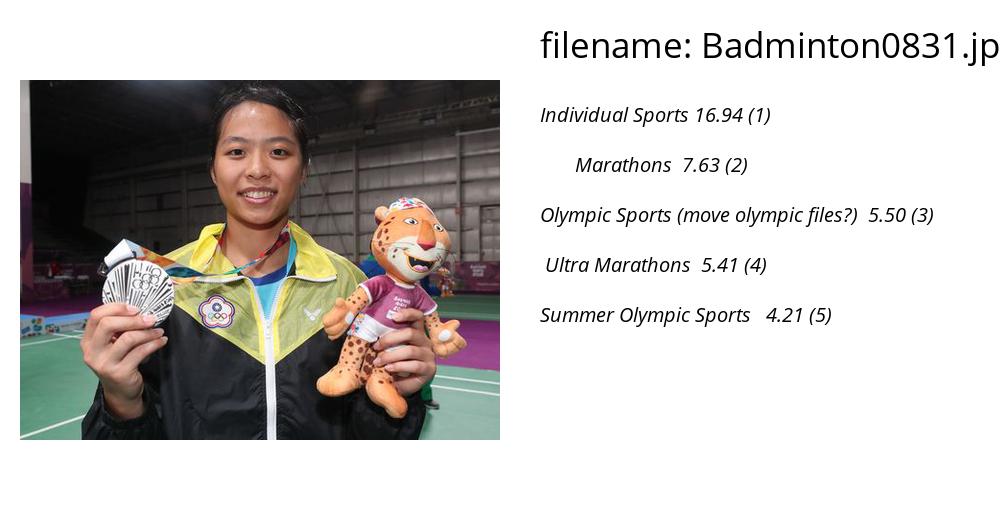 filename: Badminton0831.jp
Individual Sports 16.94 (1)
Marathons 7.63 (2)
Olympic Sports (move olympic files?) 5.50 (3)
Ultra Marathons 5.41 (4)
Summer Olympic Sports 4.21 (5)